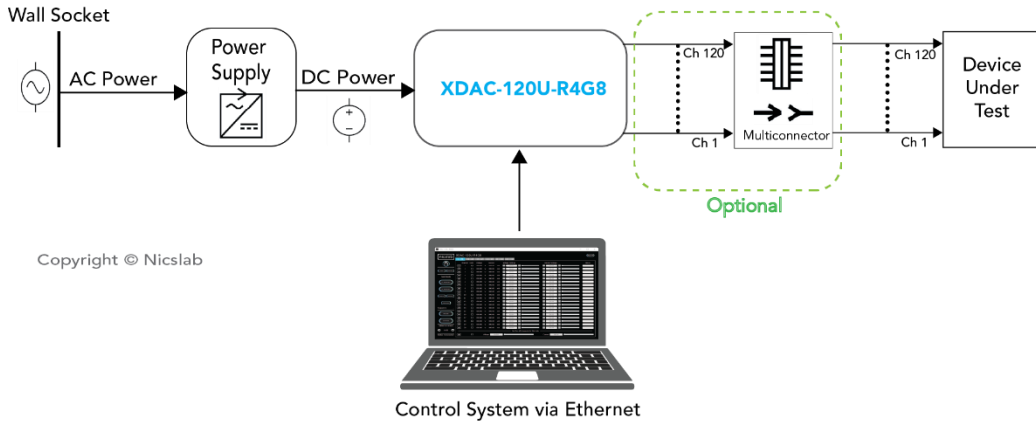 Wall Socket
AC Power
Power
Supply
DC Power
XDAC-120U-R4G8
Ch 120
Ch 1
Multiconnector
Optional
Ch 120
Ch 1
Device
Under
Test
Copyright © Nicslab
Control System via Ethernet